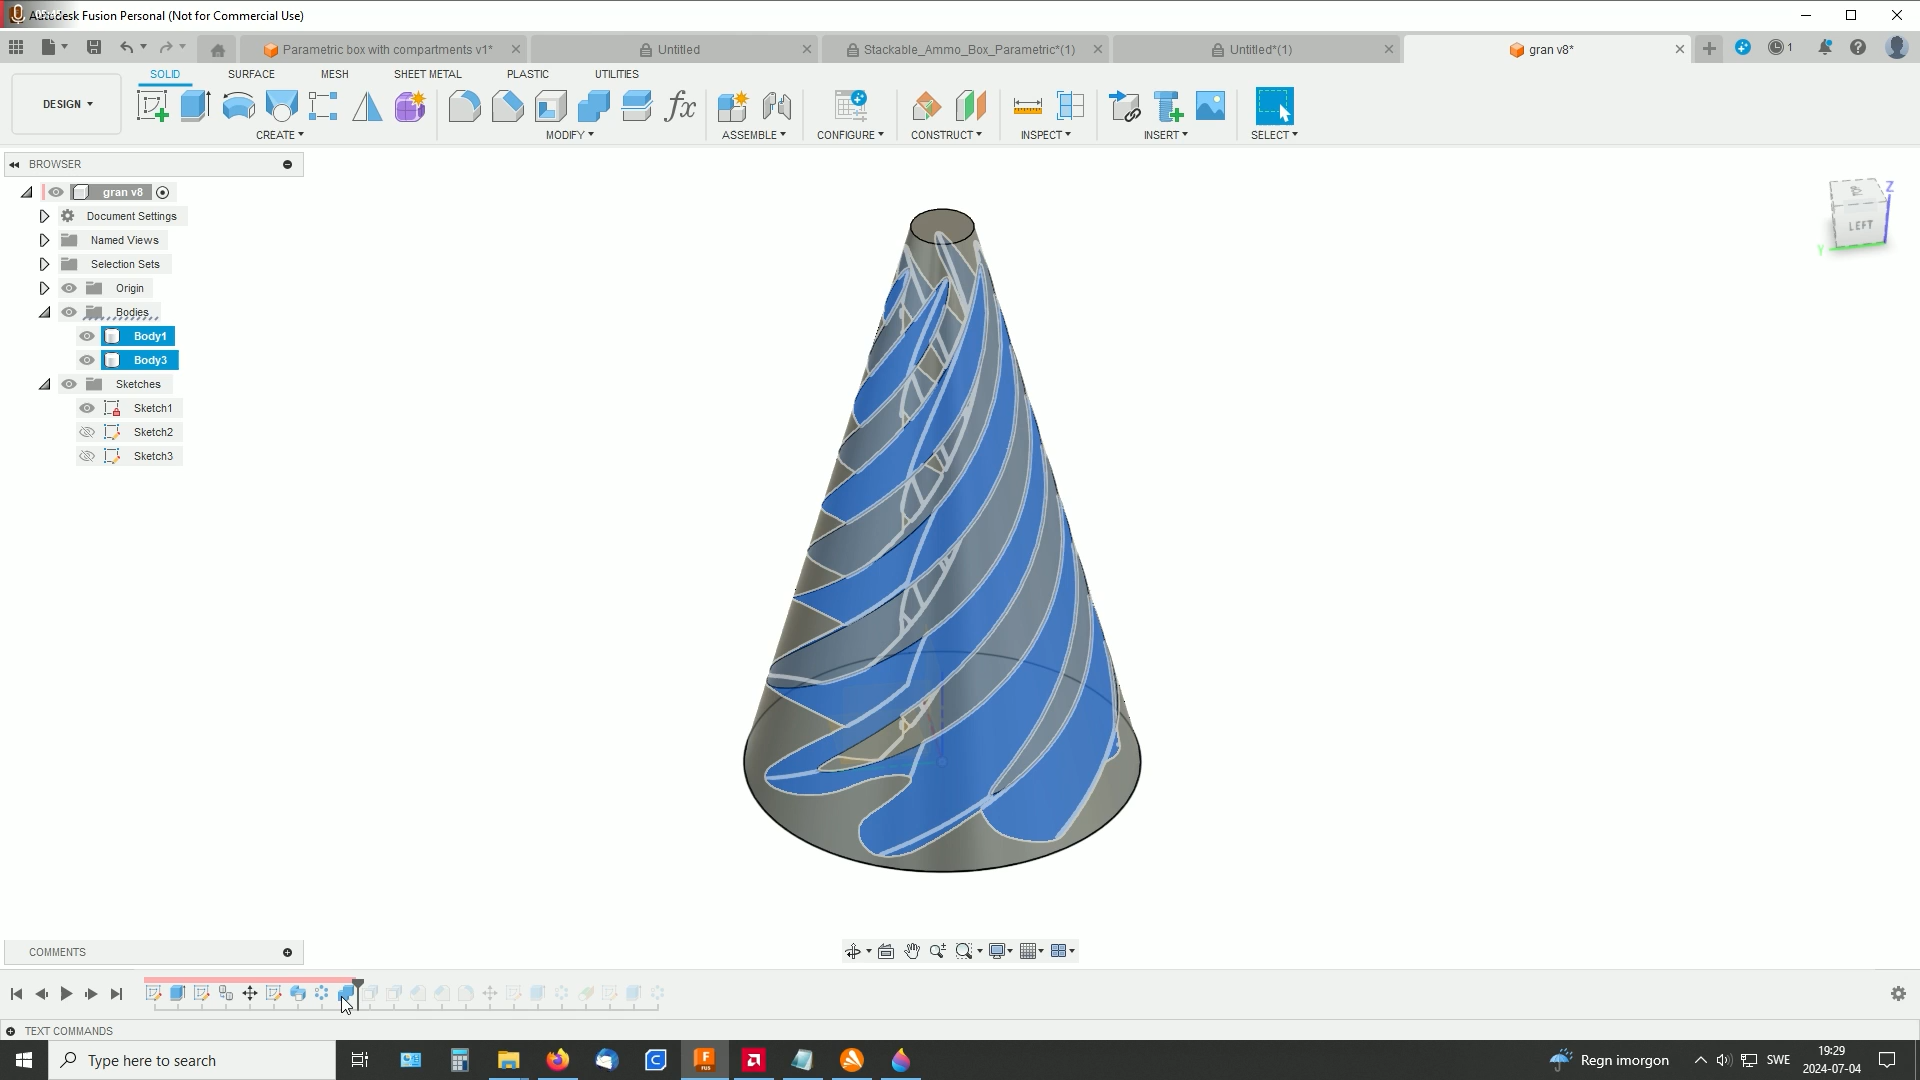 Autodesk Fusion Personal (Not for Commercial Use)
Parametric box with compartments v1*
Untitled
Stackable_Ammo_Box_Parametric*(1)
Untitled*(1)
gran v8*
1
SOLID
SURFACE
MESH
SHEET METAL
PLASTIC
UTILITIES
DESIGN
CREATE
MODIFY
ASSEMBLE
CONFIGURE
CONSTRUCT
INSPECT
INSERT
SELECT
BROWSER
gran v8
Document Settings
Named Views
Selection Sets
Origin
Bodies
Body1
Body3
Sketches
Sketch1
Sketch2
Sketch3
Z
LEFT
Y
COMMENTS
TEXT COMMANDS
Type here to search
Regn imorgon
SWE
19:29
2024-07-04